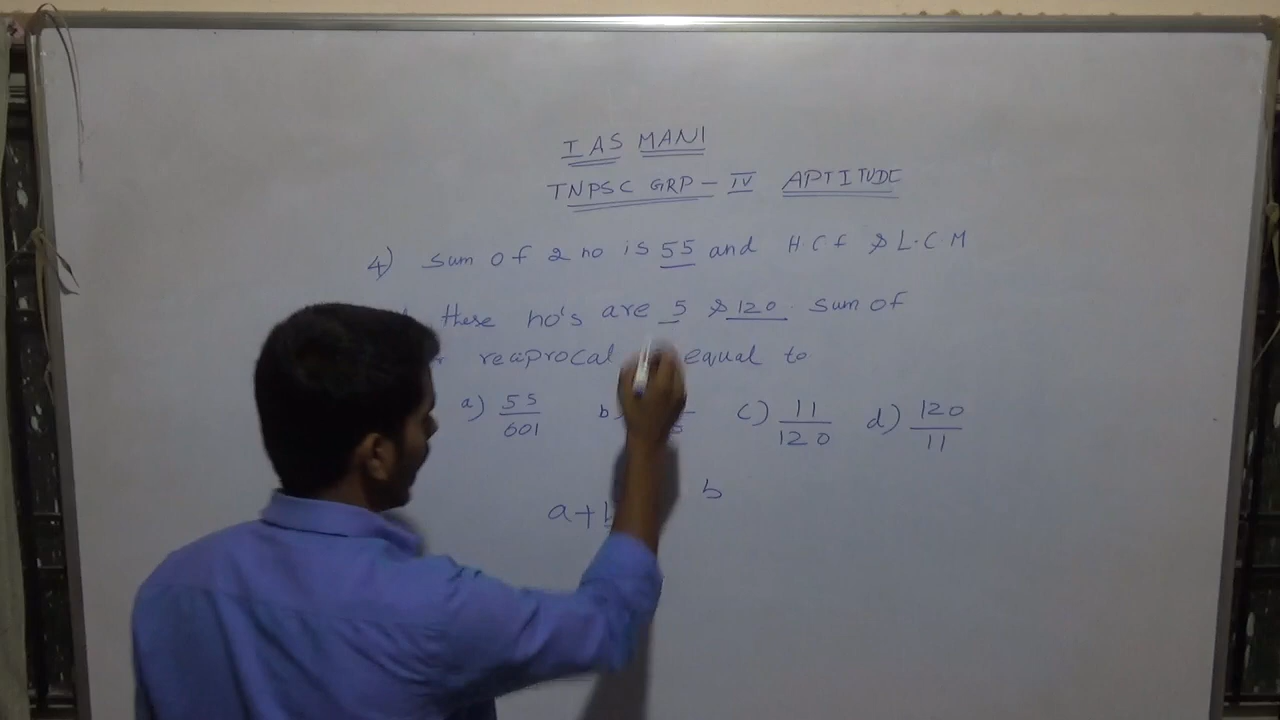 IAS MANI
TNPSC GRP - IV APTITUDE
4) Sum of 2 no is 55 and H.C.f & L.C.M
these no's are 5 & 120. Sum of
reciprocal equal to
a) 55/601 b) c) 11/120 d) 120/11
a+b b